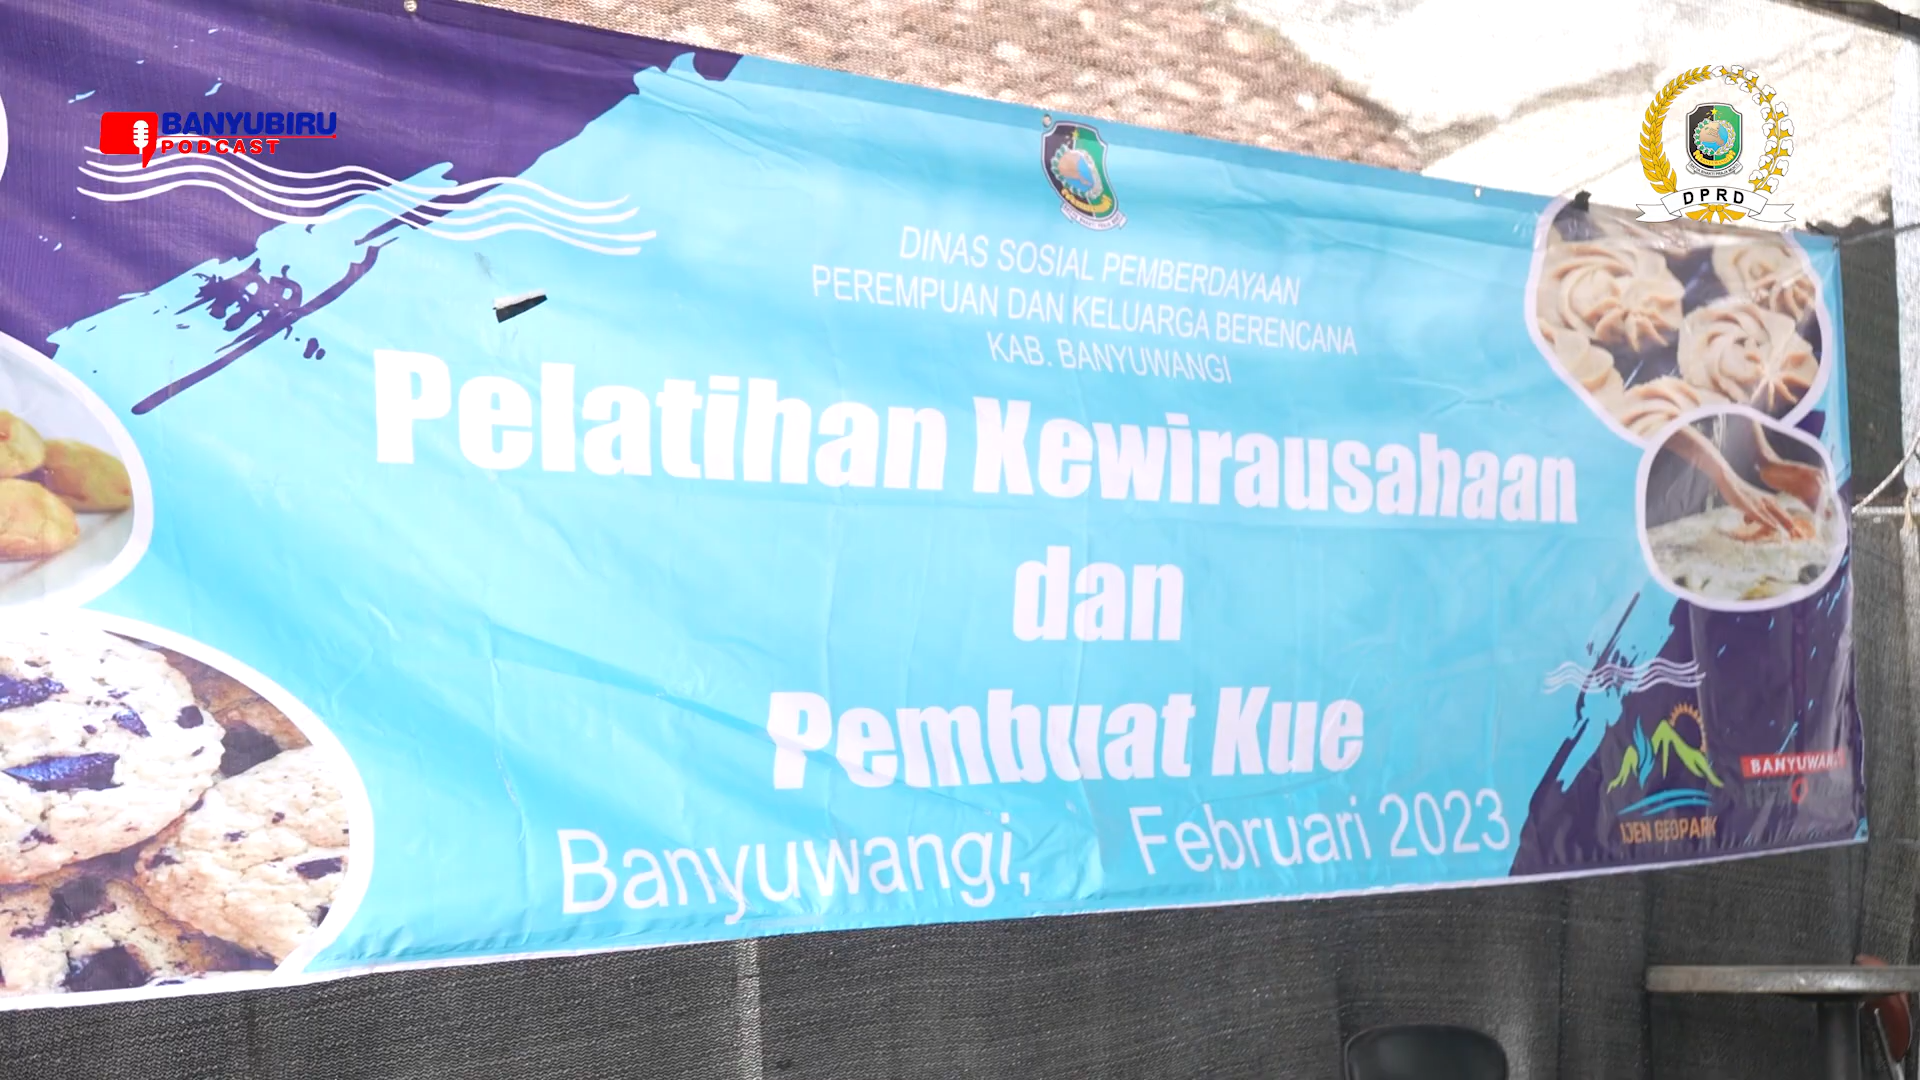 BANYUBIRU
PODCAST
DPRD
DINAS SOSIAL PEMBERDAYAAN
PEREMPUAN DAN KELUARGA BERENCANA
KAB. BANYUWANGI
Pelatihan Kewirausahaan
dan
Pembuat Kue
Banyuwangi, Februari 2023
IJEN GEOPARK